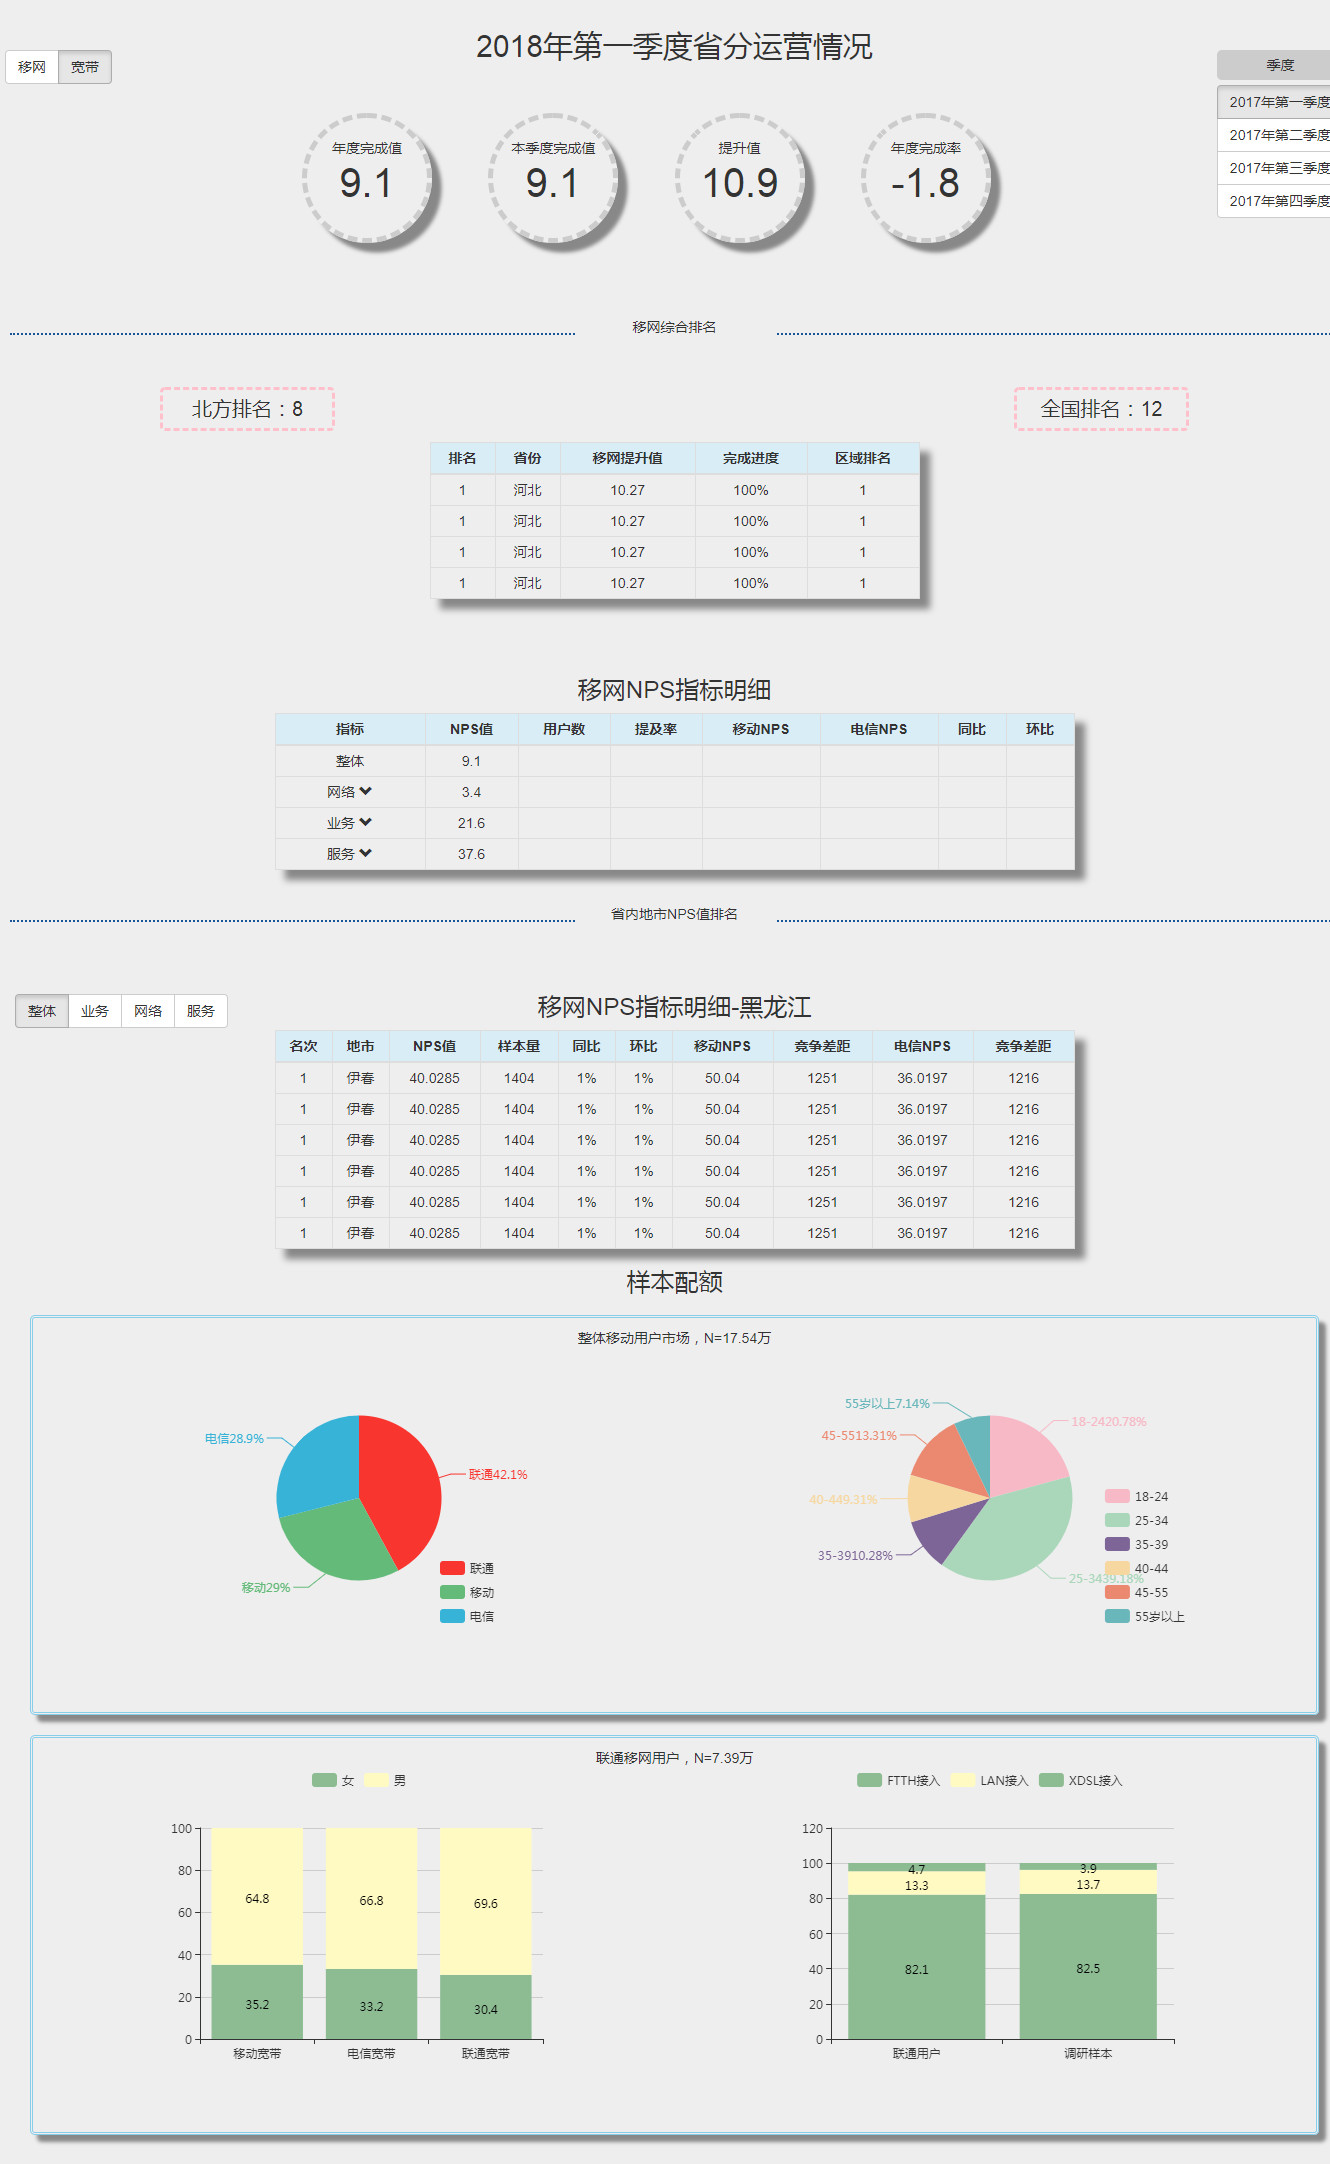 2018年第一季度省分运营情况
移网 宽带
季度
2017年第一季度
2017年第二季度
2017年第三季度
2017年第四季度
年度完成值 本季度完成值 提升值 年度完成率
9.1 9.1 10.9 -1.8
移网综合排名
北方排名：8 全国排名：12
排名 省份 移网提升值 完成进度 区域排名
1 河北 10.27 100% 1
1 河北 10.27 100% 1
1 河北 10.27 100% 1
1 河北 10.27 100% 1
移网NPS指标明细
指标 NPS值 用户数 提及率 移动NPS 电信NPS 同比 环比
整体 9.1
网络 3.4
业务 21.6
服务 37.6
省内地市NPS值排名
整体 业务 网络 服务
移网NPS指标明细-黑龙江
名次 地市 NPS值 样本量 同比 环比 移动NPS 竞争差距 电信NPS 竞争差距
1 伊春 40.0285 1404 1% 1% 50.04 1251 36.0197 1216
1 伊春 40.0285 1404 1% 1% 50.04 1251 36.0197 1216
1 伊春 40.0285 1404 1% 1% 50.04 1251 36.0197 1216
1 伊春 40.0285 1404 1% 1% 50.04 1251 36.0197 1216
1 伊春 40.0285 1404 1% 1% 50.04 1251 36.0197 1216
1 伊春 40.0285 1404 1% 1% 50.04 1251 36.0197 1216
样本配额
整体移动用户市场，N=17.54万
电信28.9%
联通42.1%
移动29%
联通
移动
电信
55岁以上7.14%
18-2420.78%
45-5513.31%
40-449.31%
35-3910.28%
25-3439.18%
18-24
25-34
35-39
40-44
45-55
55岁以上
联通移网用户，N=7.39万
女 男
100
80
60
40
20
0
64.8 66.8 69.6
35.2 33.2 30.4
移动宽带 电信宽带 联通宽带
FTTH接入 LAN接入 XDSL接入
120
100
80
60
40
20
0
4.7 3.9
13.3 13.7
82.1 82.5
联通用户 调研样本